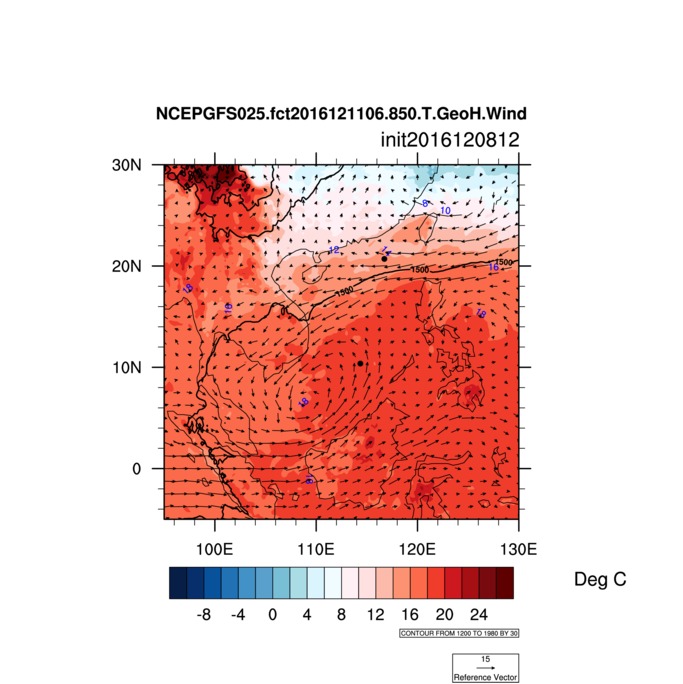 NCEPGFS025.fct2016121106.850.T.GeoH.Wind
init2016120812
30N
8
10
12
14
20N
1500
1500
16
18
1500
16
18
10N
18
0
100E
110E
120E
130E
-8
-4
0
4
8
12
16
20
24
Deg C
CONTOUR FROM 1200 TO 1980 BY 30
15
Reference Vector